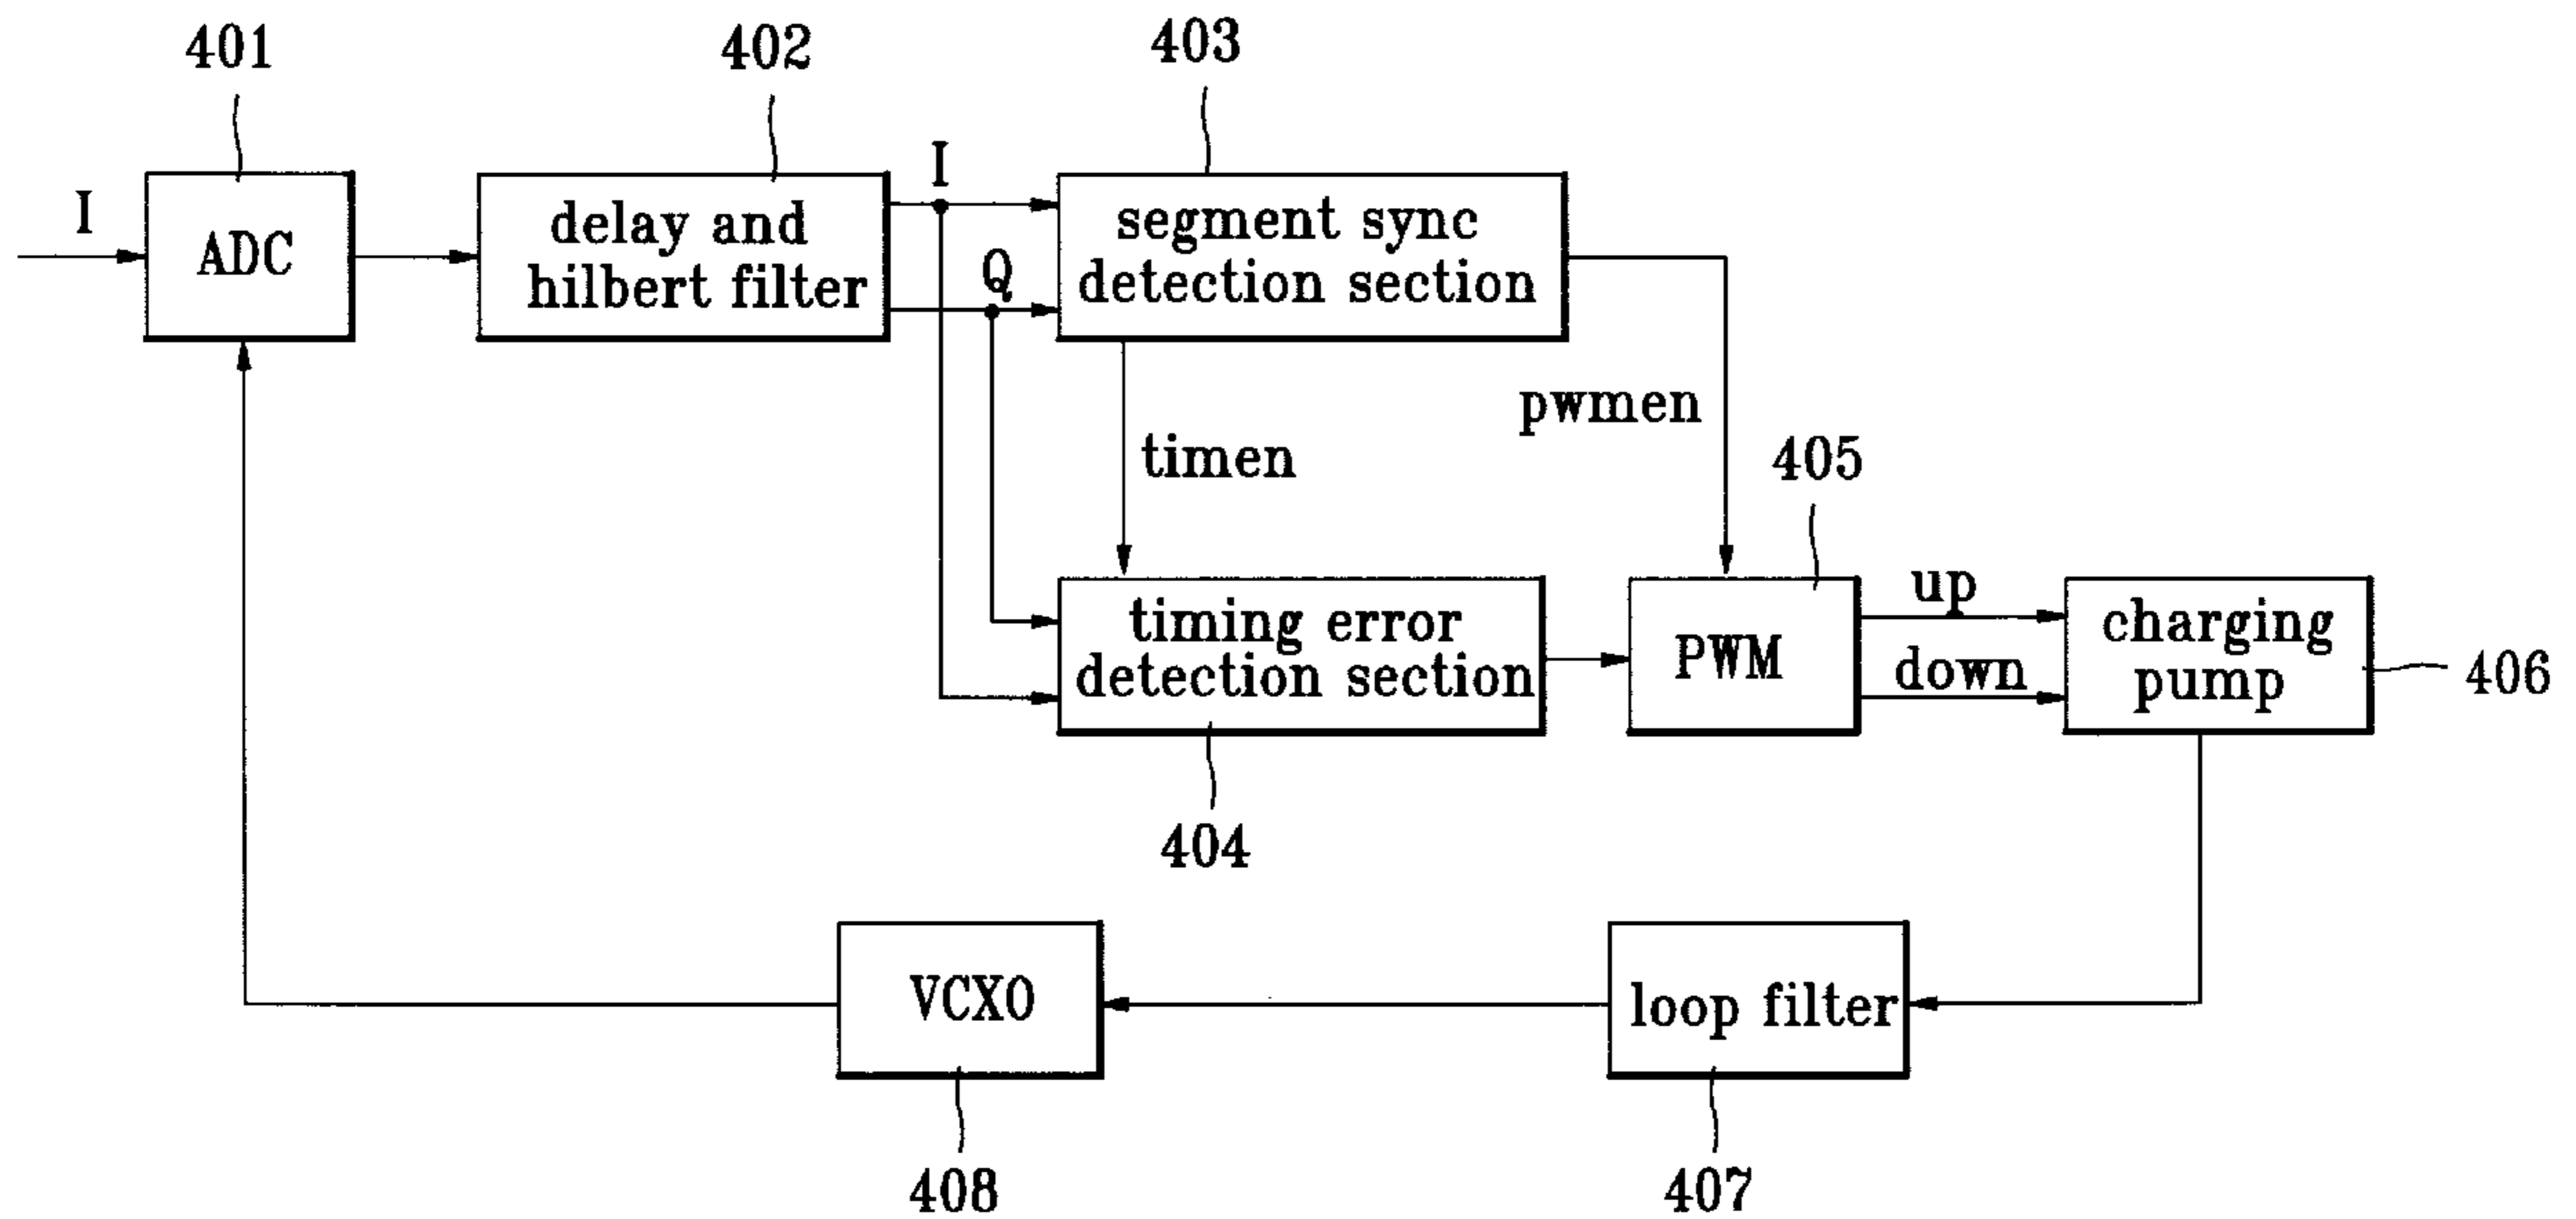 401
402
403
I
ADC
delay and
hilbert filter
I
Q
segment sync
detection section
timen
pwmen
405
timing error
detection section
404
PWM
up
down
charging
pump
406
VCXO
408
loop filter
407